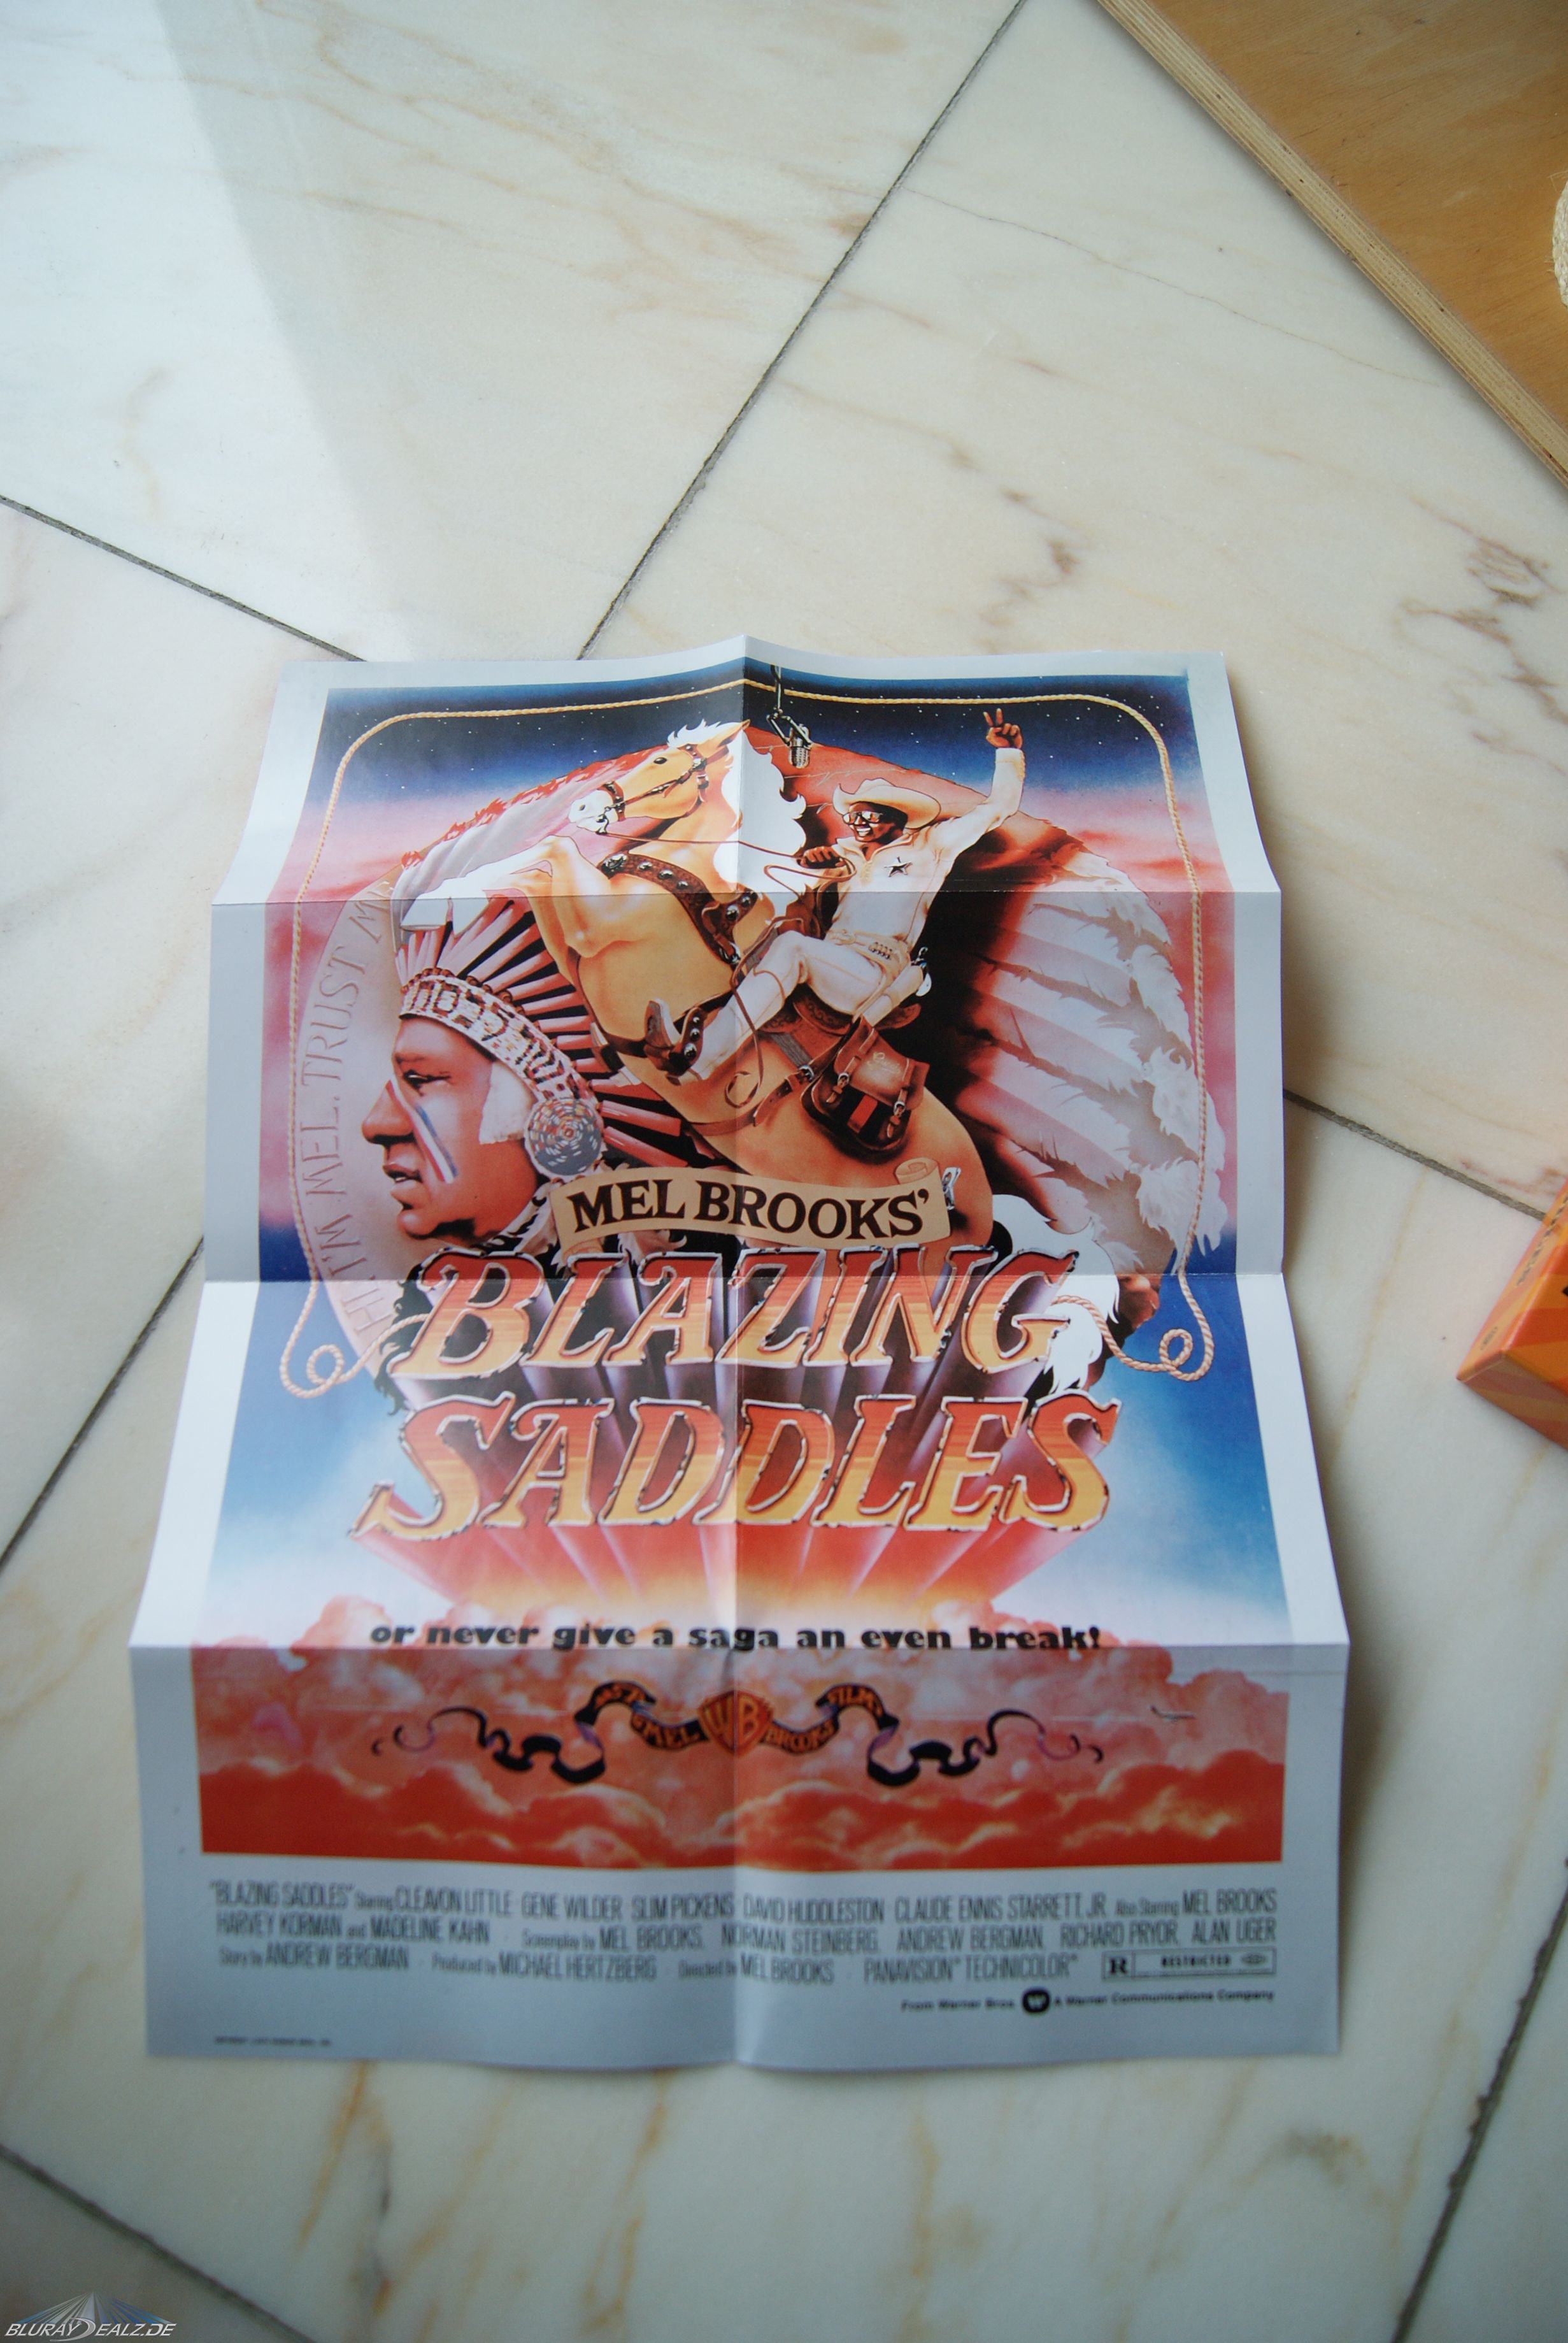 HI, I'M MEL. TRUST M
MEL BROOKS'
BLAZING
SADDLES
or never give a saga an even break!
WB
MEL BROOKS FILM
"BLAZING SADDLES" Starring CLEAVON LITTLE · GENE WILDER · SLIM PICKENS · DAVID HUDDLESTON · CLAUDE ENNIS STARRETT, JR. Also Starring MEL BROOKS
HARVEY KORMAN and MADELINE KAHN · Screenplay by MEL BROOKS, NORMAN STEINBERG, ANDREW BERGMAN, RICHARD PRYOR, ALAN UGER
Story by ANDREW BERGMAN · Produced by MICHAEL HERTZBERG · Directed by MEL BROOKS · PANAVISION® TECHNICOLOR®
R RESTRICTED
From Warner Bros. A Warner Communications Company
BLURAYDEALZ.DE